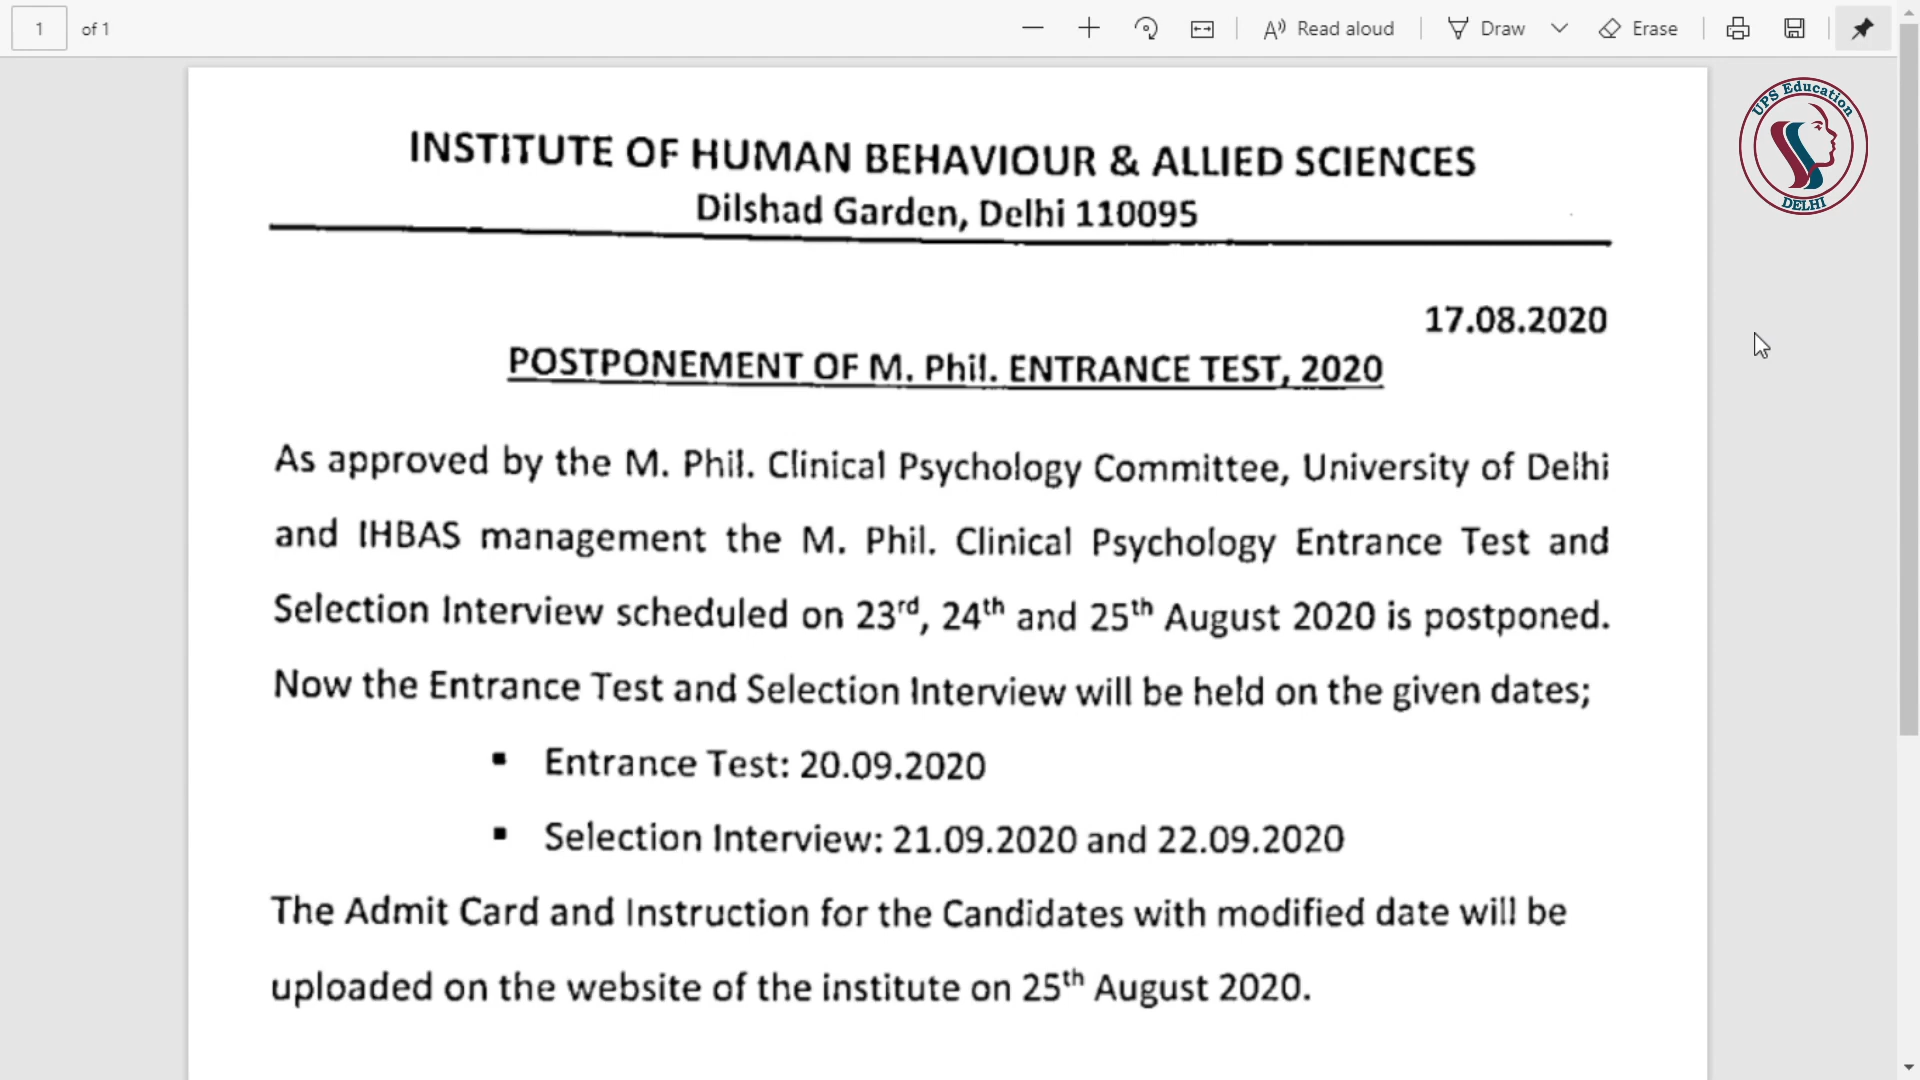 1 of 1 Read aloud Draw Erase
UPS Education
DELHI
INSTITUTE OF HUMAN BEHAVIOUR & ALLIED SCIENCES
Dilshad Garden, Delhi 110095
17.08.2020
POSTPONEMENT OF M. Phil. ENTRANCE TEST, 2020
As approved by the M. Phil. Clinical Psychology Committee, University of Delhi
and IHBAS management the M. Phil. Clinical Psychology Entrance Test and
Selection Interview scheduled on 23rd, 24th and 25th August 2020 is postponed.
Now the Entrance Test and Selection Interview will be held on the given dates;
▪ Entrance Test: 20.09.2020
▪ Selection Interview: 21.09.2020 and 22.09.2020
The Admit Card and Instruction for the Candidates with modified date will be
uploaded on the website of the institute on 25th August 2020.